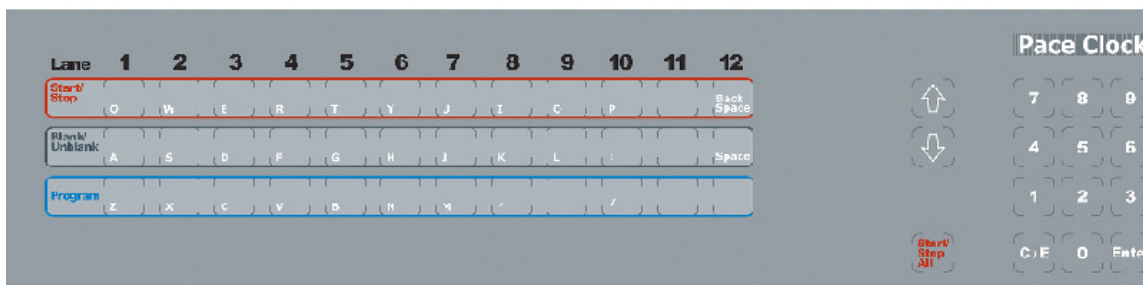 Pace Clock
Lane 1 2 3 4 5 6 7 8 9 10 11 12
Start/
Stop
Q W E R T Y J I O P
Back
Space
Blank/
Unblank
A S D F G H J K L : Space
Program
Z X C V B N M /
7 8 9
4 5 6
1 2 3
Start/
Stop
All
C/E 0 Ente